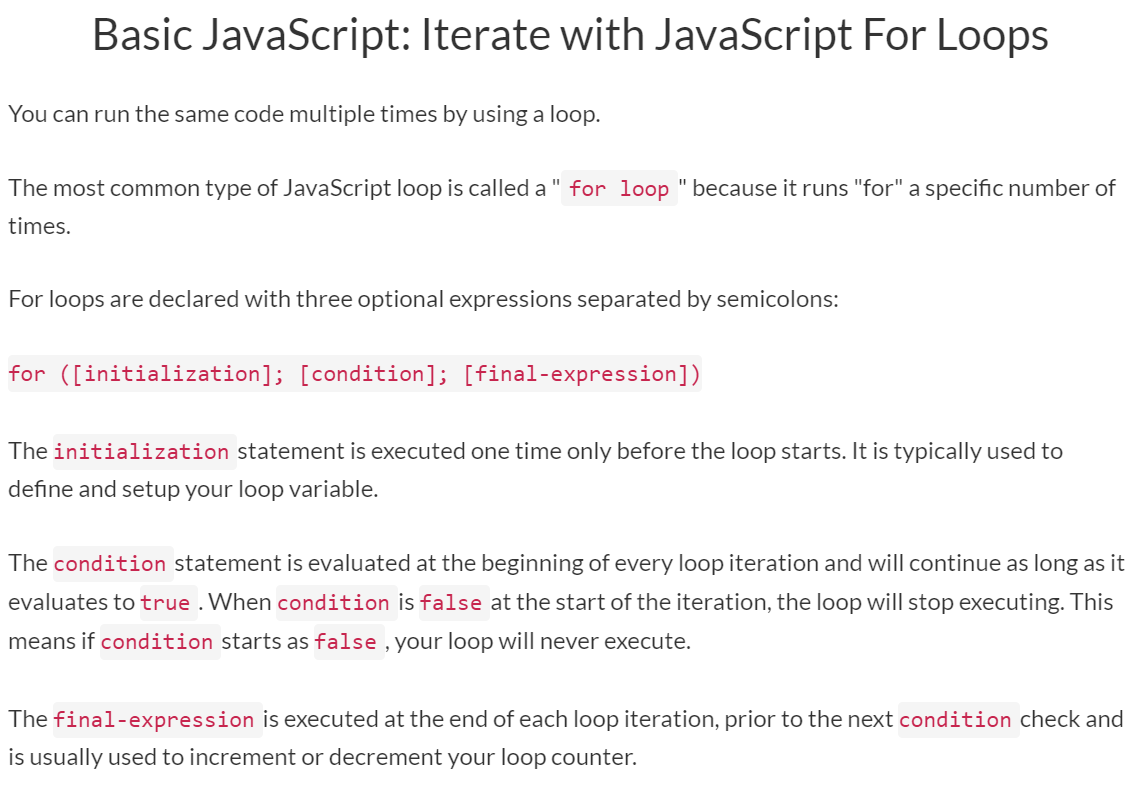 Basic JavaScript: Iterate with JavaScript For Loops
You can run the same code multiple times by using a loop.
The most common type of JavaScript loop is called a " for loop " because it runs "for" a specific number of
times.
For loops are declared with three optional expressions separated by semicolons:
for ([initialization]; [condition]; [final-expression])
The initialization statement is executed one time only before the loop starts. It is typically used to
define and setup your loop variable.
The condition statement is evaluated at the beginning of every loop iteration and will continue as long as it
evaluates to true . When condition is false at the start of the iteration, the loop will stop executing. This
means if condition starts as false , your loop will never execute.
The final-expression is executed at the end of each loop iteration, prior to the next condition check and
is usually used to increment or decrement your loop counter.